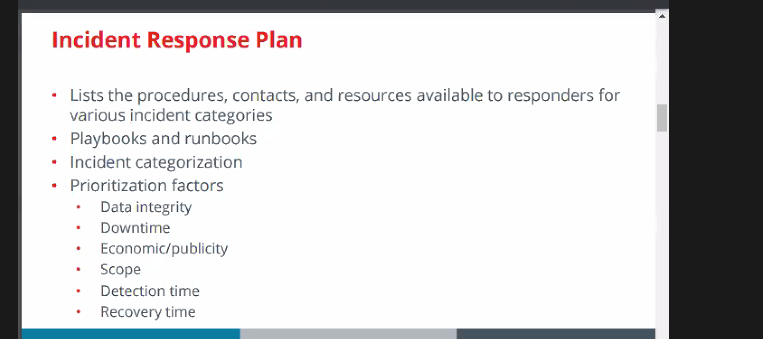 Incident Response Plan
• Lists the procedures, contacts, and resources available to responders for
various incident categories
• Playbooks and runbooks
• Incident categorization
• Prioritization factors
• Data integrity
• Downtime
• Economic/publicity
• Scope
• Detection time
• Recovery time